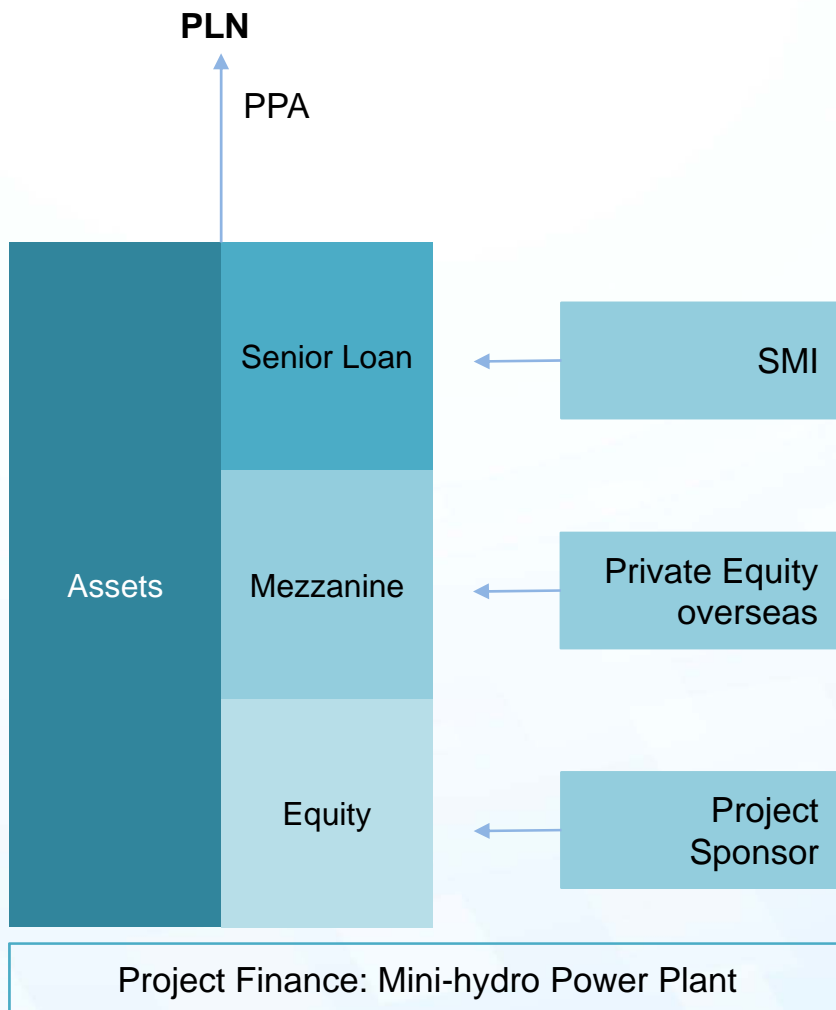 PLN
PPA
Senior Loan
SMI
Assets
Mezzanine
Private Equity
overseas
Equity
Project
Sponsor
Project Finance: Mini-hydro Power Plant